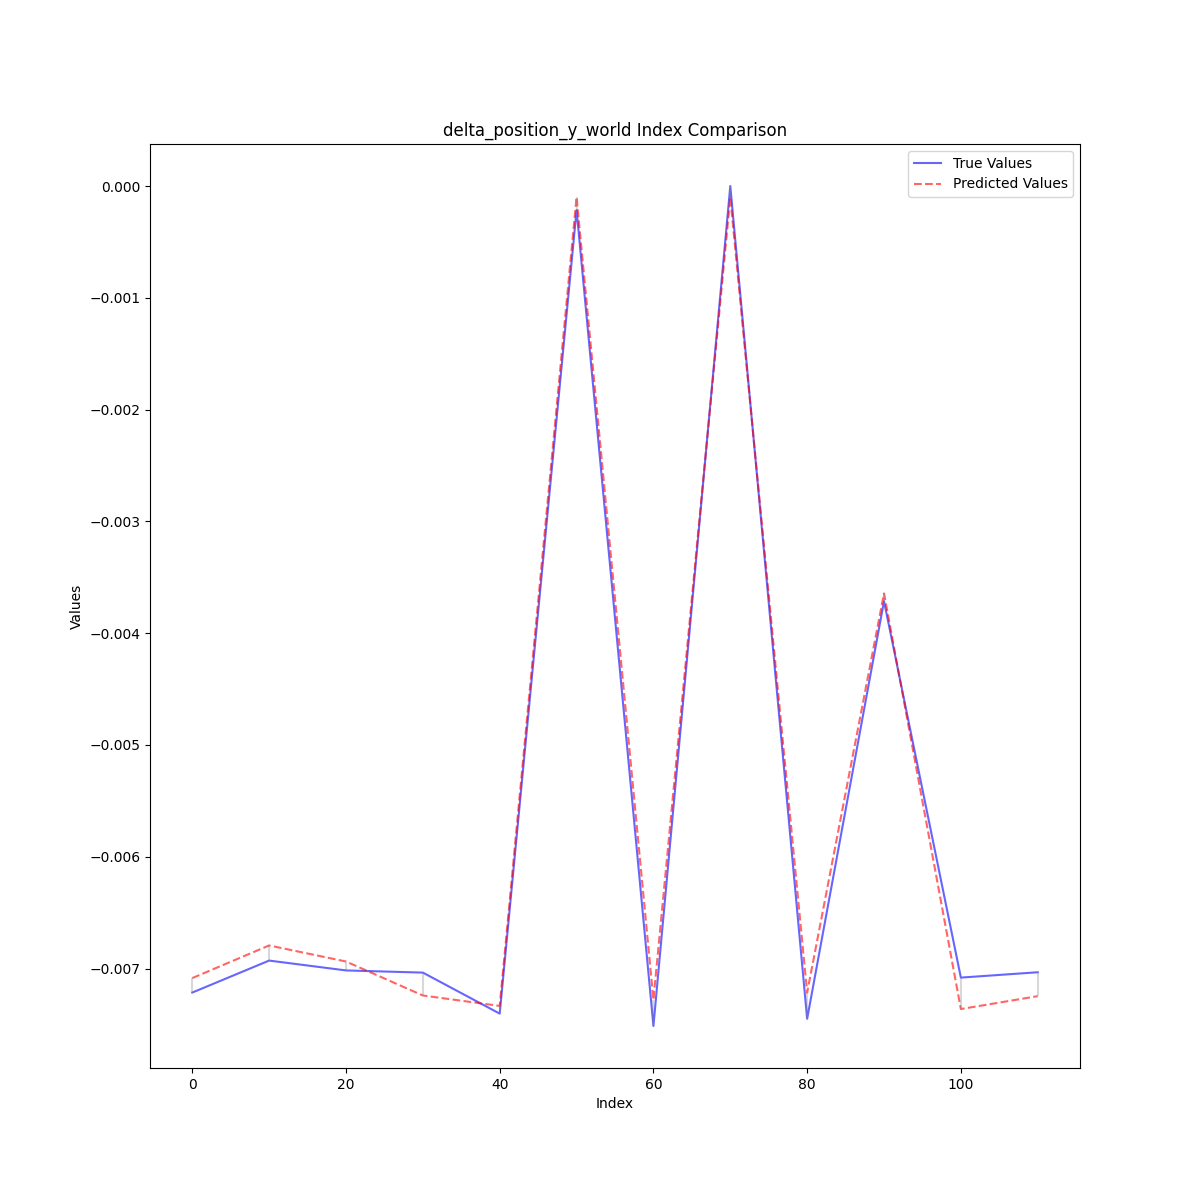 delta_position_y_world Index Comparison
True Values
Predicted Values
0.000
−0.001
−0.002
−0.003
−0.004
−0.005
−0.006
−0.007
Values
0 20 40 60 80 100
Index